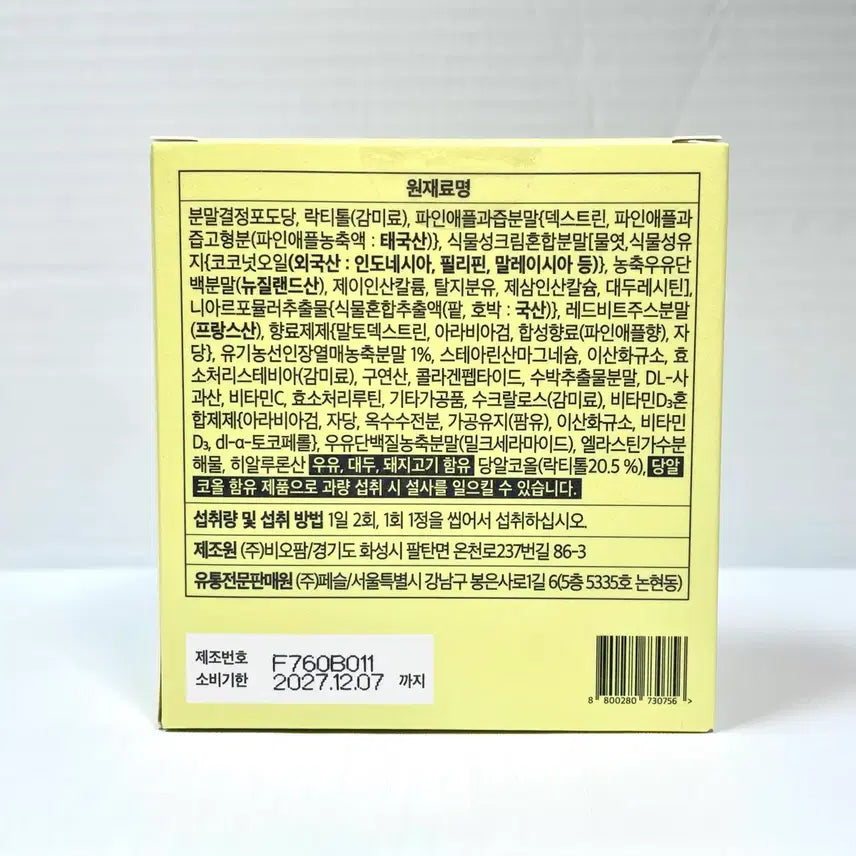 원재료명
분말결정포도당, 락티톨(감미료), 파인애플과즙분말{덱스트린, 파인애플과
즙고형분(파인애플농축액 : 태국산)}, 식물성크림혼합분말[물엿,식물성유
지{코코넛오일(외국산 : 인도네시아, 필리핀, 말레이시아 등)}, 농축우유단
백분말(뉴질랜드산), 제이인산칼륨, 탈지분유, 제삼인산칼슘, 대두레시틴],
니아르포뮬러추출물{식물혼합추출액(팥, 호박 : 국산)}, 레드비트주스분말
(프랑스산), 향료제제{말토덱스트린, 아라비아검, 합성향료(파인애플향), 자
당}, 유기농선인장열매농축분말 1%, 스테아린산마그네슘, 이산화규소, 효
소처리스테비아(감미료), 구연산, 콜라겐펩타이드, 수박추출물분말, DL-사
과산, 비타민C, 효소처리루틴, 기타가공품, 수크랄로스(감미료), 비타민D₃혼
합제제{아라비아검, 자당, 옥수수전분, 가공유지(팜유), 이산화규소, 비타민
D₃, dl-α-토코페롤}, 우유단백질농축분말(밀크세라마이드), 엘라스틴가수분
해물, 히알루론산 우유, 대두, 돼지고기 함유 당알코올(락티톨20.5 %), 당알
코올 함유 제품으로 과량 섭취 시 설사를 일으킬 수 있습니다.
섭취량 및 섭취 방법 1일 2회, 1회 1정을 씹어서 섭취하십시오.
제조원 (주)비오팜/경기도 화성시 팔탄면 온천로237번길 86-3
유통전문판매원 (주)페슬/서울특별시 강남구 봉은사로1길 6(5층 5335호 논현동)
제조번호 F760B011
소비기한 2027.12.07 까지
8 800280 730756 >